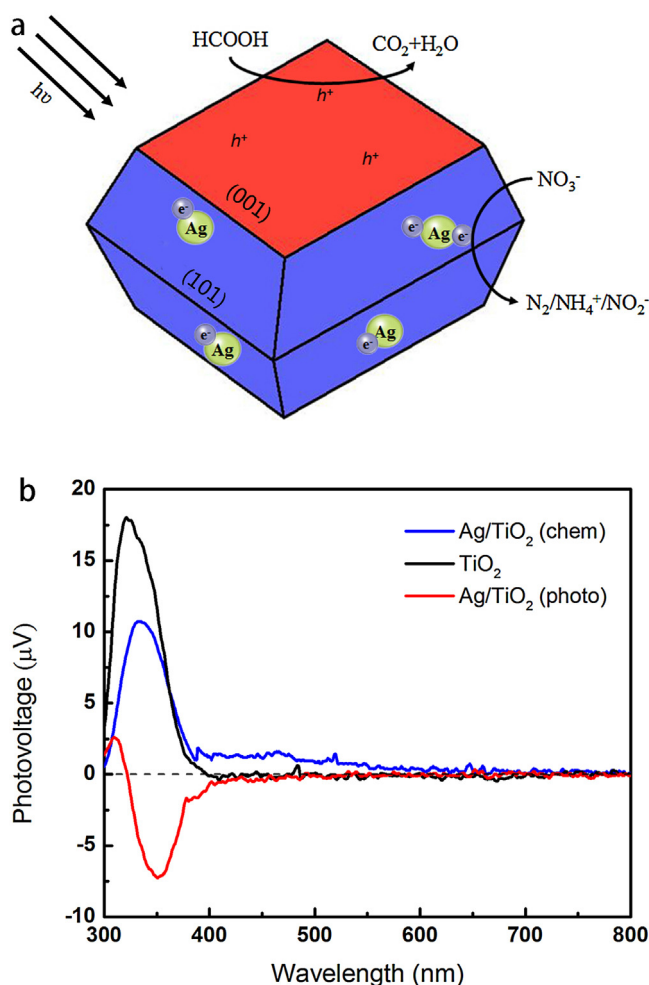 a
HCOOH
CO₂+H₂O
hυ
h⁺
h⁺
h⁺
(001)
NO₃⁻
e⁻
Ag
e⁻
Ag
e⁻
(101)
N₂/NH₄⁺/NO₂⁻
e⁻
Ag
Ag
e⁻
b
20
15
10
5
0
-5
-10
Photovoltage (μV)
Ag/TiO₂ (chem)
TiO₂
Ag/TiO₂ (photo)
300 400 500 600 700 800
Wavelength (nm)